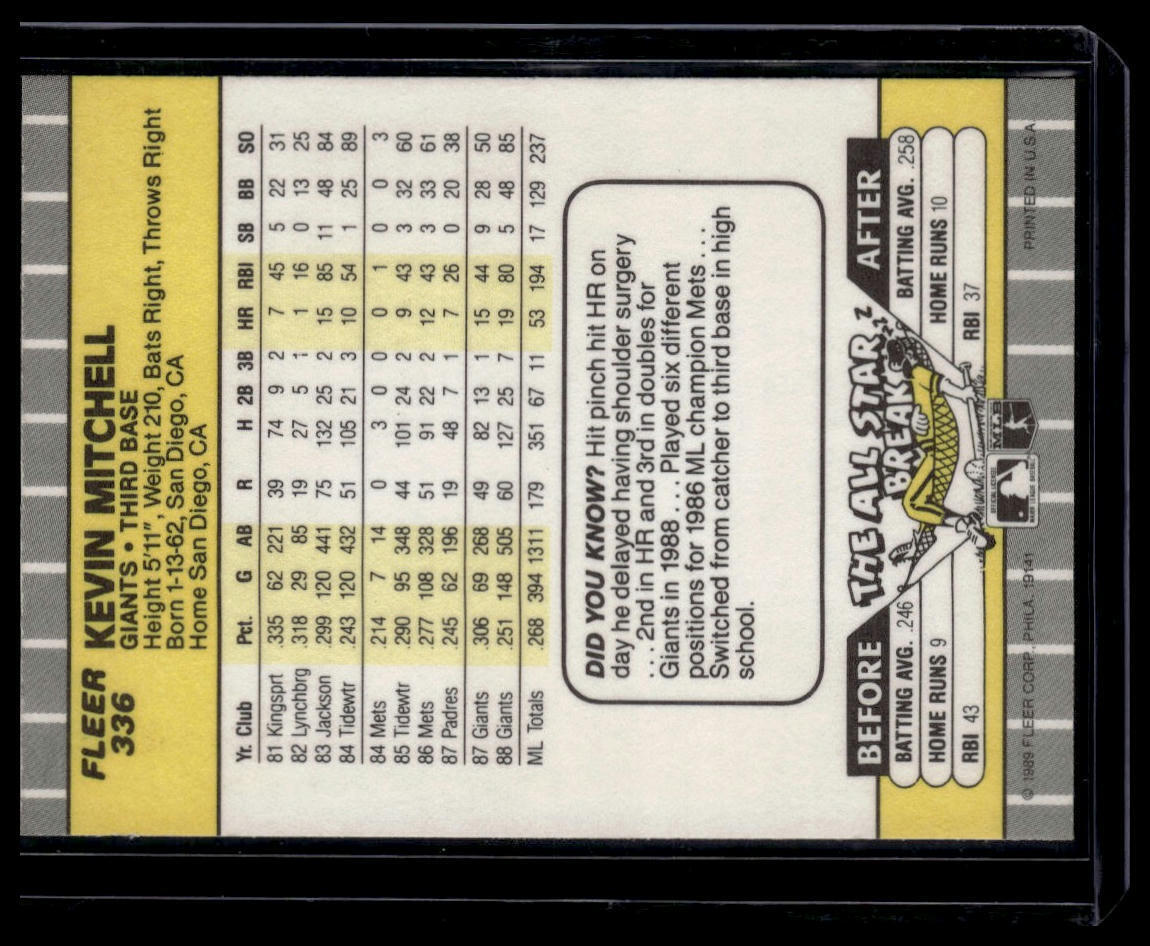 FLEER
336
KEVIN MITCHELL
GIANTS • THIRD BASE
Height 5'11", Weight 210, Bats Right, Throws Right
Born 1-13-62, San Diego, CA
Home San Diego, CA
Yr. Club Pct. G AB R H 2B 3B HR RBI SB BB SO
81 Kingsprt .335 62 221 39 74 9 2 7 45 5 22 31
82 Lynchbrg .318 29 85 19 27 5 1 1 16 0 13 25
83 Jackson .299 120 441 75 132 25 2 15 85 11 48 84
84 Tidewtr .243 120 432 51 105 21 3 10 54 1 25 89
84 Mets .214 7 14 0 3 0 0 0 1 0 0 3
85 Tidewtr .290 95 348 44 101 24 2 9 43 3 32 60
86 Mets .277 108 328 51 91 22 2 12 43 3 33 61
87 Padres .245 62 196 19 48 7 1 7 26 0 20 38
87 Giants .306 69 268 49 82 13 1 15 44 9 28 50
88 Giants .251 148 505 60 127 25 7 19 80 5 48 85
ML Totals .268 394 1311 179 351 67 11 53 194 17 129 237
DID YOU KNOW? Hit pinch hit HR on
day he delayed having shoulder surgery
. . . 2nd in HR and 3rd in doubles for
Giants in 1988 . . . Played six different
positions for 1986 ML champion Mets . . .
Switched from catcher to third base in high
school.
THE ALL STAR
BREAK
ZZZZ
BEFORE
BATTING AVG. .246
HOME RUNS 9
RBI 43
AFTER
BATTING AVG. .258
HOME RUNS 10
RBI 37
MLB
© 1989 FLEER CORP., PHILA. 19141
PRINTED IN U.S.A.